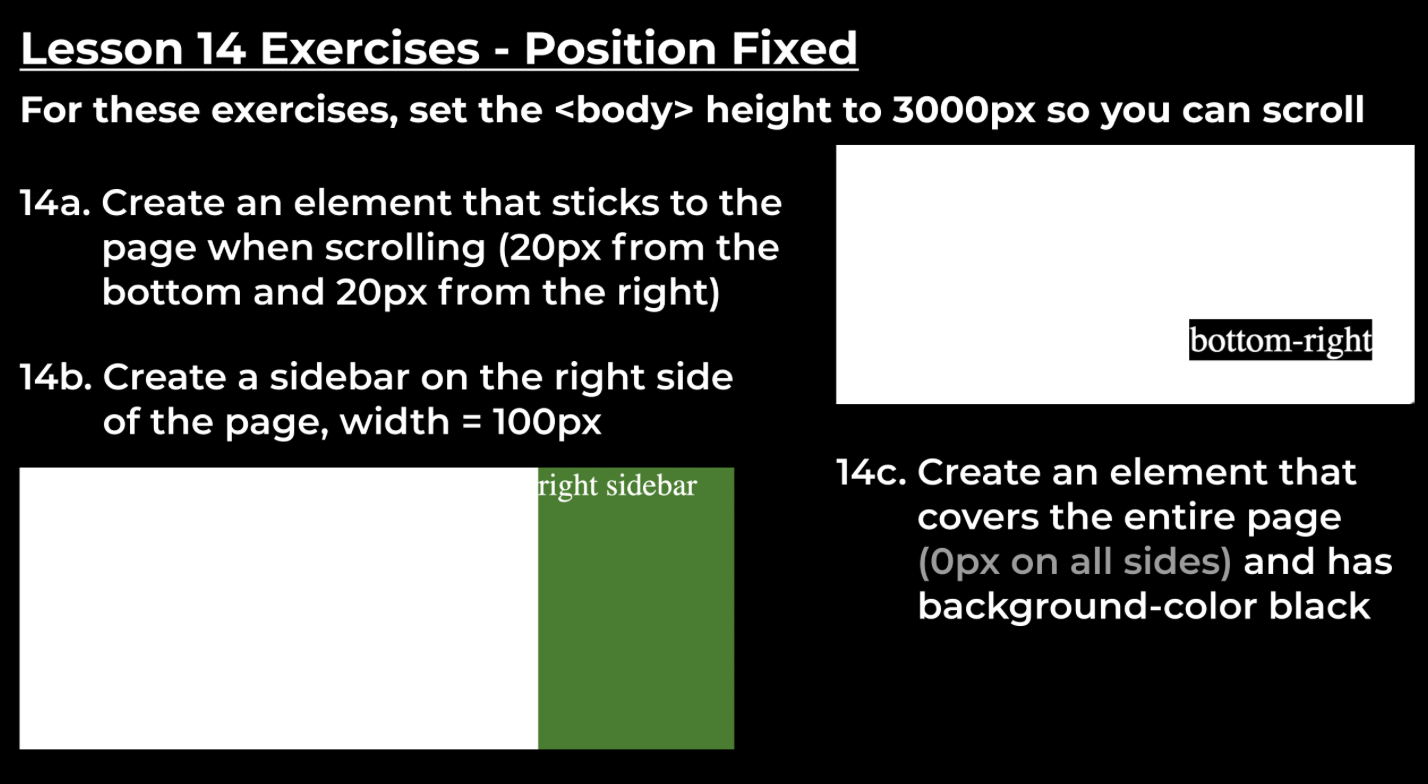 Lesson 14 Exercises - Position Fixed
For these exercises, set the <body> height to 3000px so you can scroll
14a. Create an element that sticks to the
page when scrolling (20px from the
bottom and 20px from the right)
bottom-right
14b. Create a sidebar on the right side
of the page, width = 100px
right sidebar
14c. Create an element that
covers the entire page
(0px on all sides) and has
background-color black